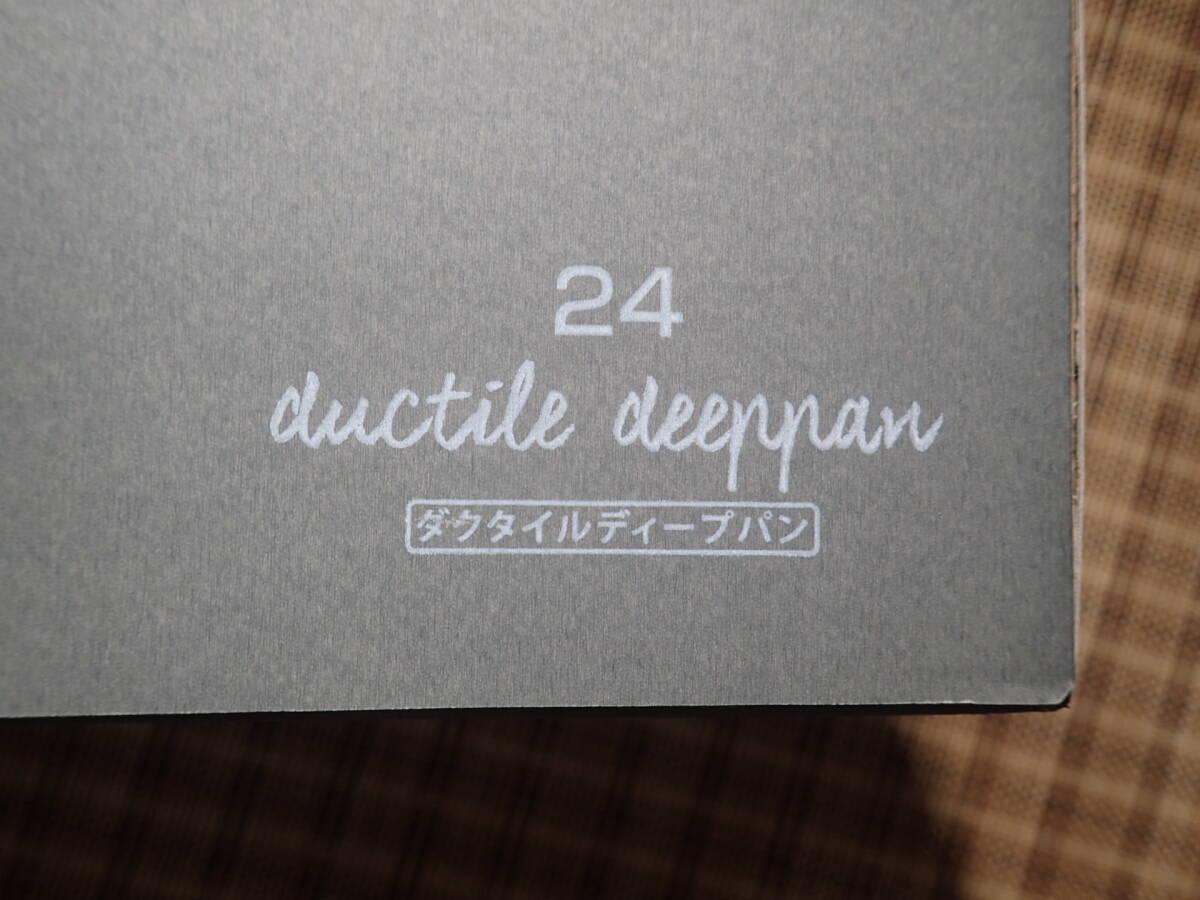 24
ductile deeppan
ダクタイルディープパン